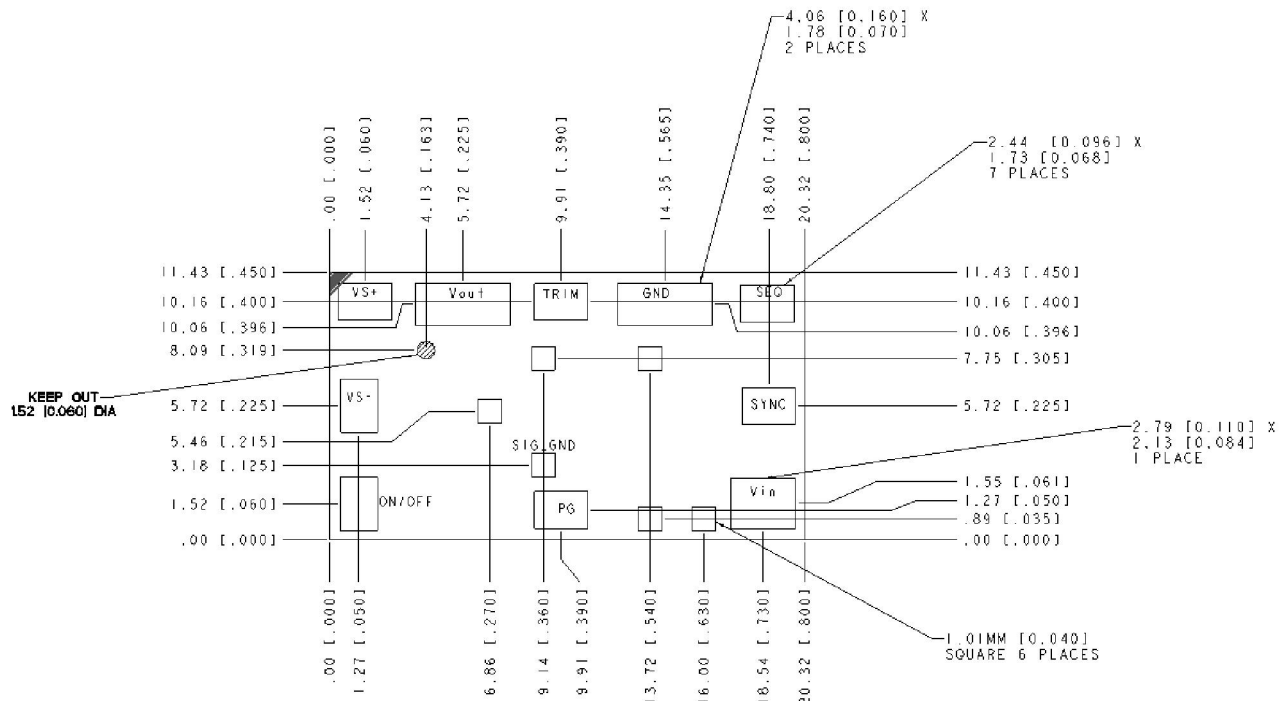 4.06 [0.160] X
1.78 [0.070]
2 PLACES
.00 [.000]
1.52 [.060]
4.13 [.163]
5.72 [.225]
9.91 [.390]
14.35 [.565]
18.80 [.740]
20.32 [.800]
2.44 [0.096] X
1.73 [0.068]
7 PLACES
11.43 [.450]
11.43 [.450]
VS+
Vout
TRIM
GND
SEQ
10.16 [.400]
10.16 [.400]
10.06 [.396]
10.06 [.396]
8.09 [.319]
7.75 [.305]
KEEP OUT
1.52 [0.060] DIA
VS-
SYNC
5.72 [.225]
5.72 [.225]
5.46 [.215]
SIG_GND
3.18 [.125]
2.79 [0.110] X
2.13 [0.084]
1 PLACE
1.52 [.060]
ON/OFF
PG
Vin
1.55 [.061]
1.27 [.050]
.89 [.035]
.00 [.000]
.00 [.000]
.00 [.000]
1.27 [.050]
6.86 [.270]
9.14 [.360]
9.91 [.390]
13.72 [.540]
16.00 [.630]
18.54 [.730]
20.32 [.800]
1.01MM [0.040]
SQUARE 6 PLACES